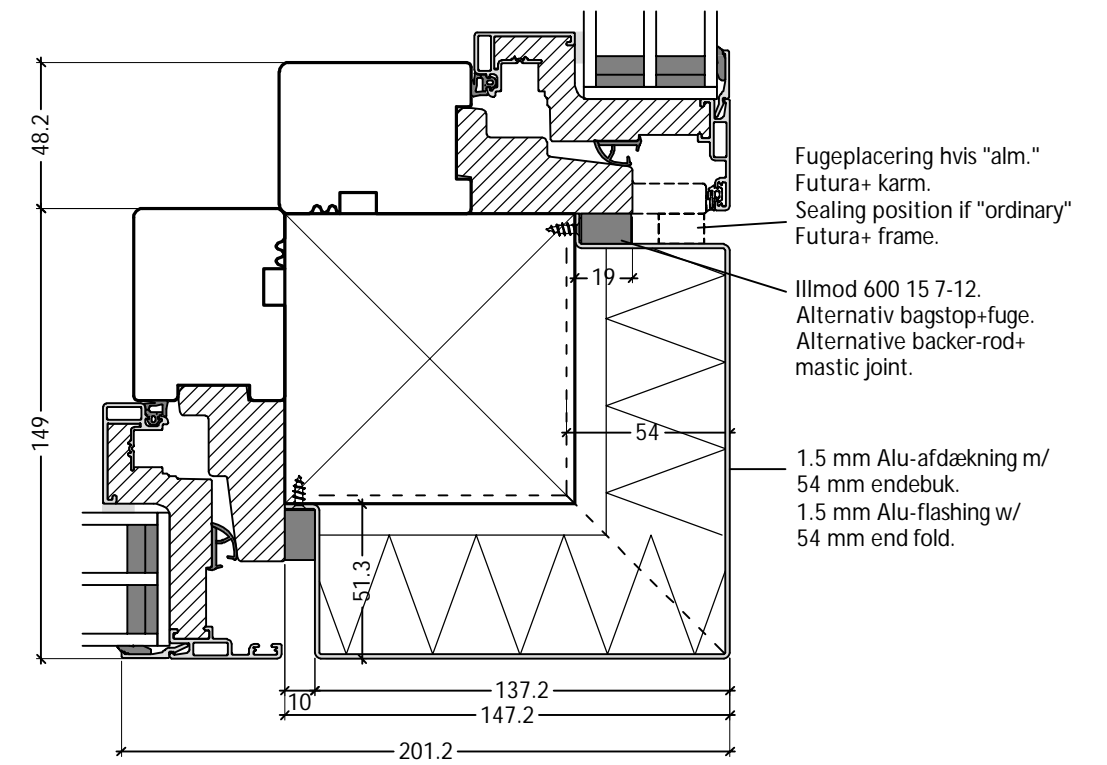 48.2
Fugeplacering hvis "alm."
Futura+ karm.
Sealing position if "ordinary"
Futura+ frame.
19
Illmod 600 15 7-12.
Alternativ bagstop+fuge.
Alternative backer-rod+
mastic joint.
149
54
1.5 mm Alu-afdækning m/
54 mm endebuk.
1.5 mm Alu-flashing w/
54 mm end fold.
51.3
137.2
10
147.2
201.2